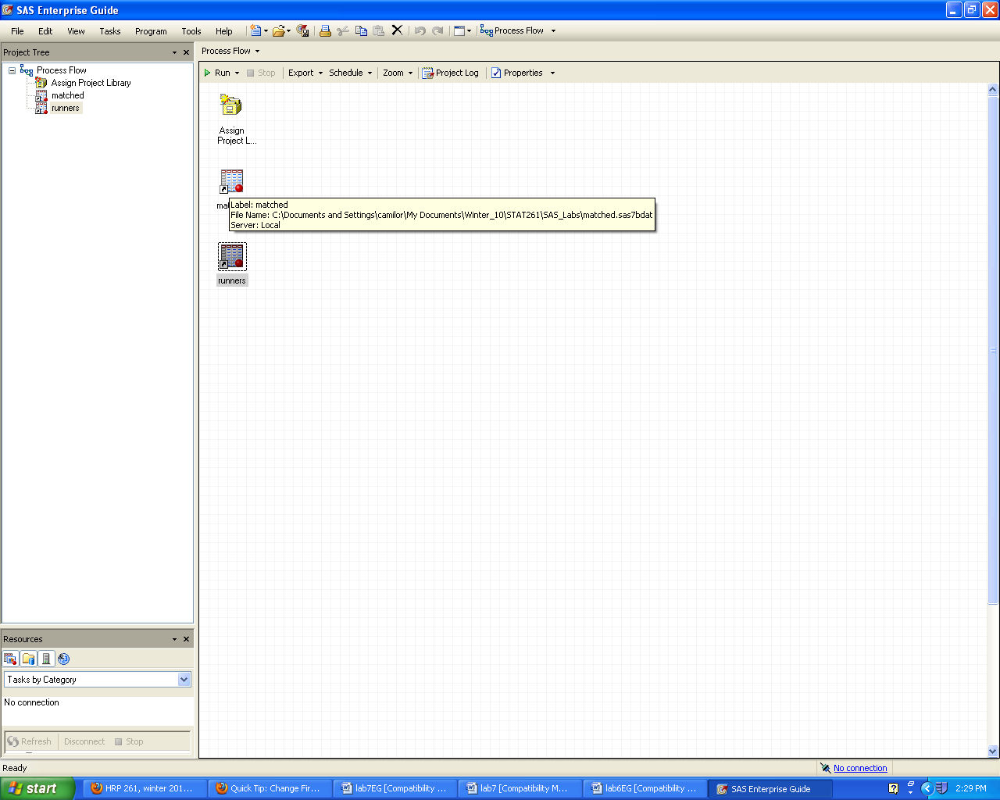 SAS Enterprise Guide
File Edit View Tasks Program Tools Help Process Flow
Project Tree
Process Flow
Assign Project Library
matched
runners
Process Flow
Run Stop Export Schedule Zoom Project Log Properties
Assign
Project L...
mat
Label: matched
File Name: C:\Documents and Settings\camilor\My Documents\Winter_10\STAT261\SAS_Labs\matched.sas7bdat
Server: Local
runners
Resources
Tasks by Category
No connection
Refresh Disconnect Stop
Ready No connection
start HRP 261, winter 201... Quick Tip: Change Fir... lab7EG [Compatibility ... lab7 [Compatibility M... lab6EG [Compatibility ... SAS Enterprise Guide 2:29 PM